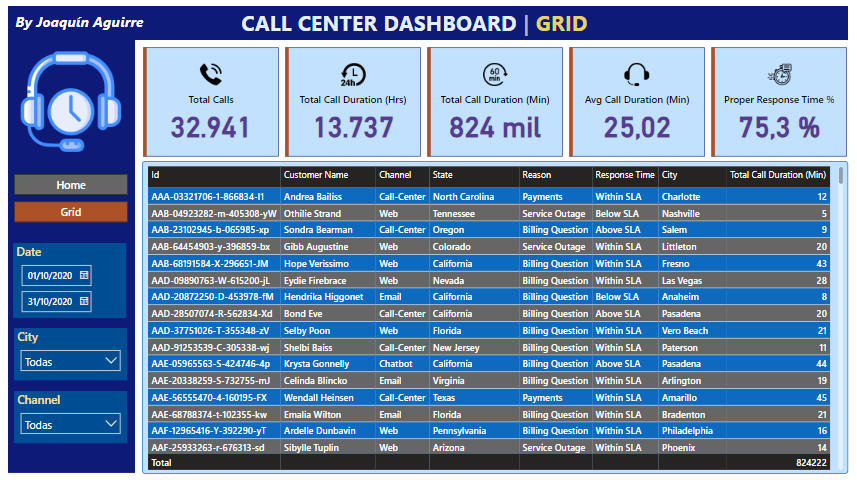 By Joaquín Aguirre
CALL CENTER DASHBOARD | GRID
Total Calls
32.941
24h
Total Call Duration (Hrs)
13.737
60 min
Total Call Duration (Min)
824 mil
Avg Call Duration (Min)
25,02
Proper Response Time %
75,3 %
Home
Grid
Date
01/10/2020
31/10/2020
City
Todas
Channel
Todas
Id Customer Name Channel State Reason Response Time City Total Call Duration (Min)
AAA-03321706-1-866834-I1 Andrea Bailiss Call-Center North Carolina Payments Within SLA Charlotte 12
AAB-04923282-m-405308-yW Othilie Strand Web Tennessee Service Outage Below SLA Nashville 5
AAB-23102945-b-065985-xp Sondra Bearman Call-Center Oregon Billing Question Above SLA Salem 9
AAB-64454903-y-396859-bx Gibb Augustine Web Colorado Service Outage Within SLA Littleton 20
AAB-68191584-X-296651-JM Hope Verissimo Web California Billing Question Within SLA Fresno 43
AAD-09890763-W-615200-jL Eydie Firebrace Web Nevada Billing Question Within SLA Las Vegas 28
AAD-20872250-D-453978-fM Hendrika Higgonet Email California Billing Question Below SLA Anaheim 8
AAD-28507074-R-562834-Xd Bond Eve Call-Center California Billing Question Above SLA Pasadena 20
AAD-37751026-T-355348-zV Selby Poon Web Florida Billing Question Within SLA Vero Beach 21
AAD-91253539-C-305338-wj Shelbi Baiss Call-Center New Jersey Billing Question Within SLA Paterson 11
AAE-05965563-S-424746-4p Krysta Gonnelly Chatbot California Billing Question Above SLA Pasadena 44
AAE-20338259-S-732755-mJ Celinda Blincko Email Virginia Billing Question Within SLA Arlington 19
AAE-56555470-4-160195-FX Wendall Heinsen Call-Center Texas Payments Within SLA Amarillo 45
AAE-68788374-t-102355-kw Emalia Wilton Email Florida Billing Question Within SLA Bradenton 21
AAF-12965416-Y-392290-yT Ardelle Dunbavin Web Pennsylvania Billing Question Within SLA Philadelphia 16
AAF-25933263-r-676313-sd Sibylle Tuplin Web Arizona Service Outage Within SLA Phoenix 14
Total 824222